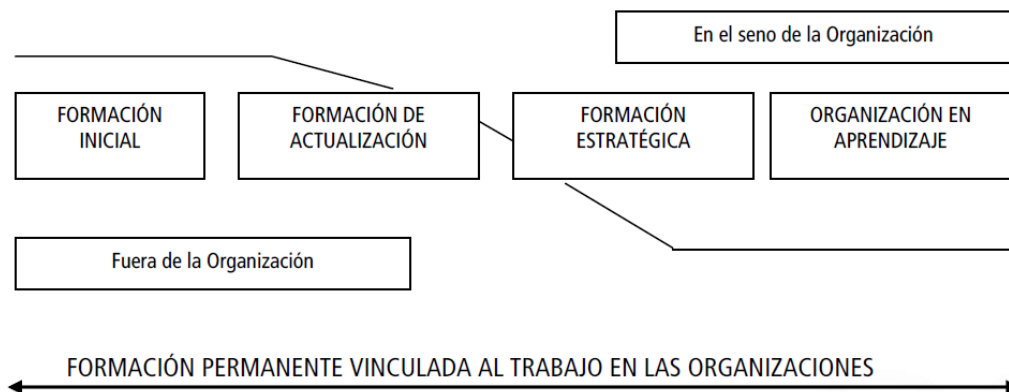 En el seno de la Organización
FORMACIÓN
INICIAL
FORMACIÓN DE
ACTUALIZACIÓN
FORMACIÓN
ESTRATÉGICA
ORGANIZACIÓN EN
APRENDIZAJE
Fuera de la Organización
FORMACIÓN PERMANENTE VINCULADA AL TRABAJO EN LAS ORGANIZACIONES